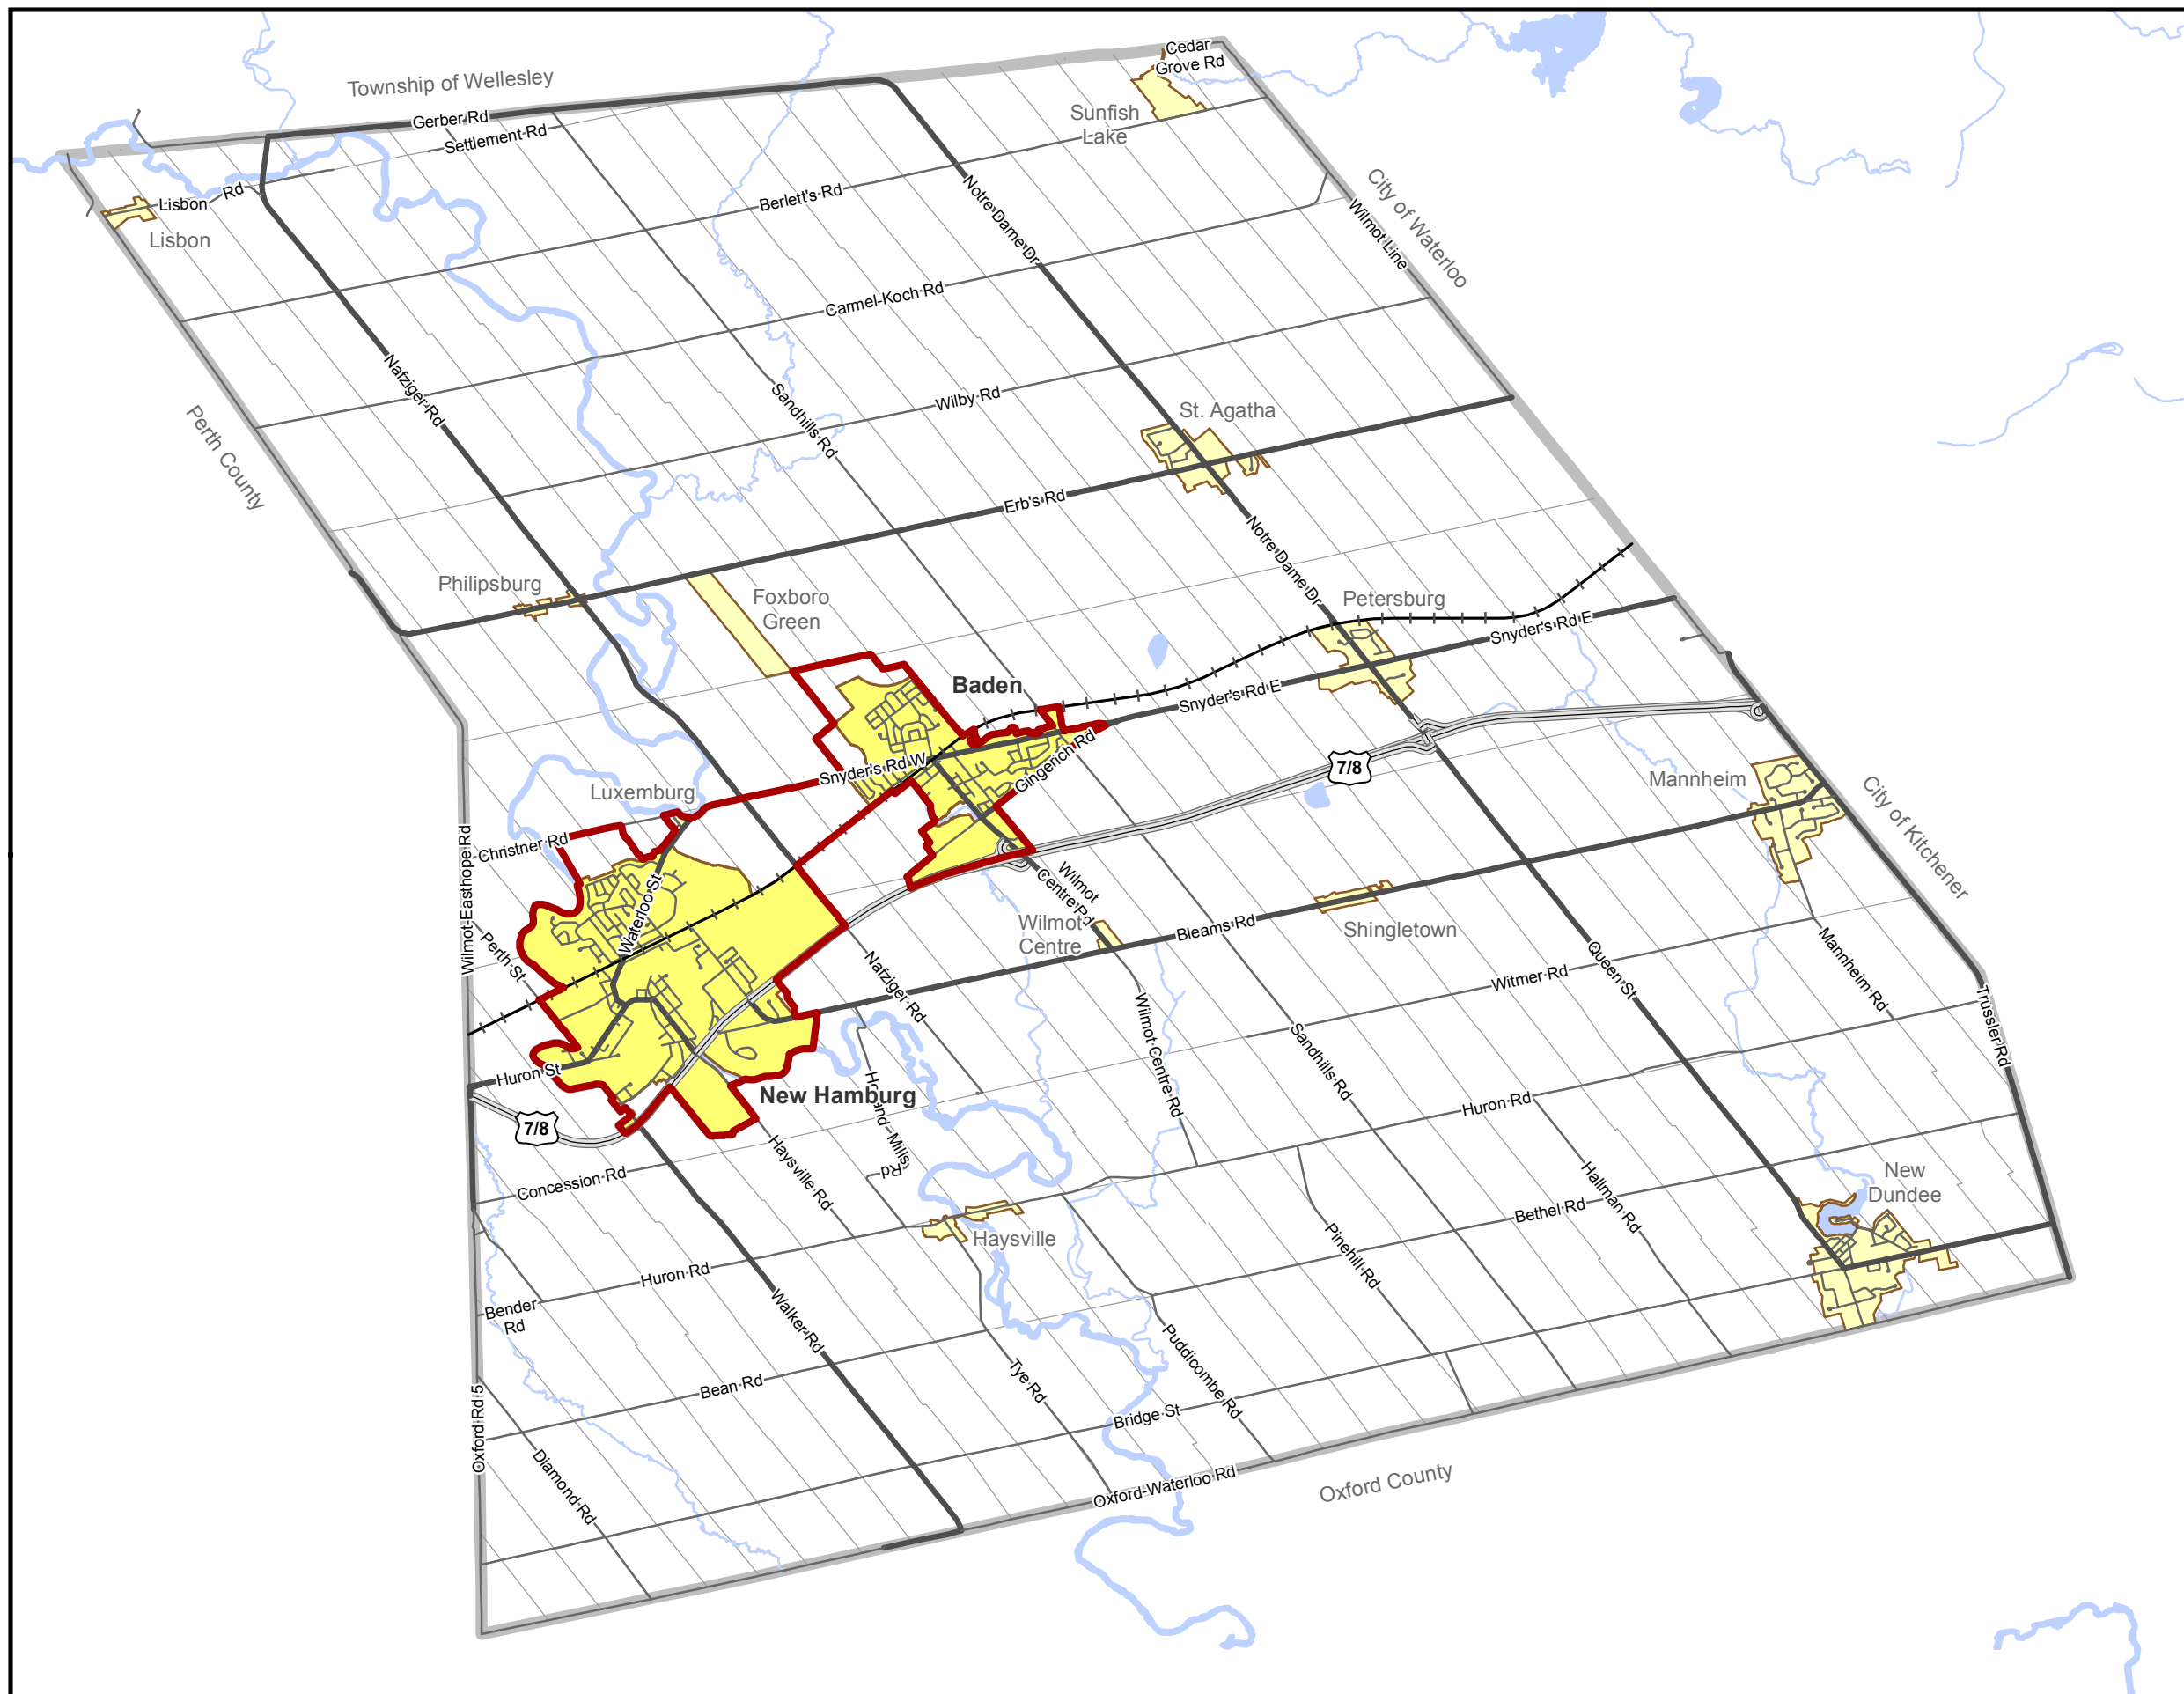 Township of Wellesley
Cedar
Grove Rd
Gerber Rd
Settlement Rd
Sunfish
Lake
Lisbon Rd
Lisbon
Berlett's Rd
Notre Dame Dr
City of Waterloo
Wilmot Line
Carmel-Koch Rd
Nafziger Rd
Sandhills Rd
Wilby Rd
St. Agatha
Perth County
Erb's Rd
Notre Dame Dr
Philipsburg
Foxboro
Green
Petersburg
Snyder's Rd E
Baden
Snyder's Rd E
Gingerich Rd
Snyder's Rd W
7/8
Mannheim
Luxemburg
City of Kitchener
Christner Rd
Wilmot-Easthope Rd
Waterloo St
Wilmot
Centre Rd
Wilmot
Centre
Bleams Rd
Shingletown
Perth St
Nafziger Rd
Queen St
Witmer Rd
Mannheim Rd
Trussler Rd
Wilmot Centre Rd
Sandhills Rd
Huron St
New Hamburg
7/8
Mills
Rd
Huron Rd
Haysville Rd
Concession Rd
Hallman Rd
New
Dundee
Bethel Rd
Haysville
Pinehill Rd
Huron Rd
Bender
Rd
Walker Rd
Puddicombe Rd
Tye Rd
Bean Rd
Bridge St
Oxford Rd 5
Diamond Rd
Oxford-Waterloo Rd
Oxford County